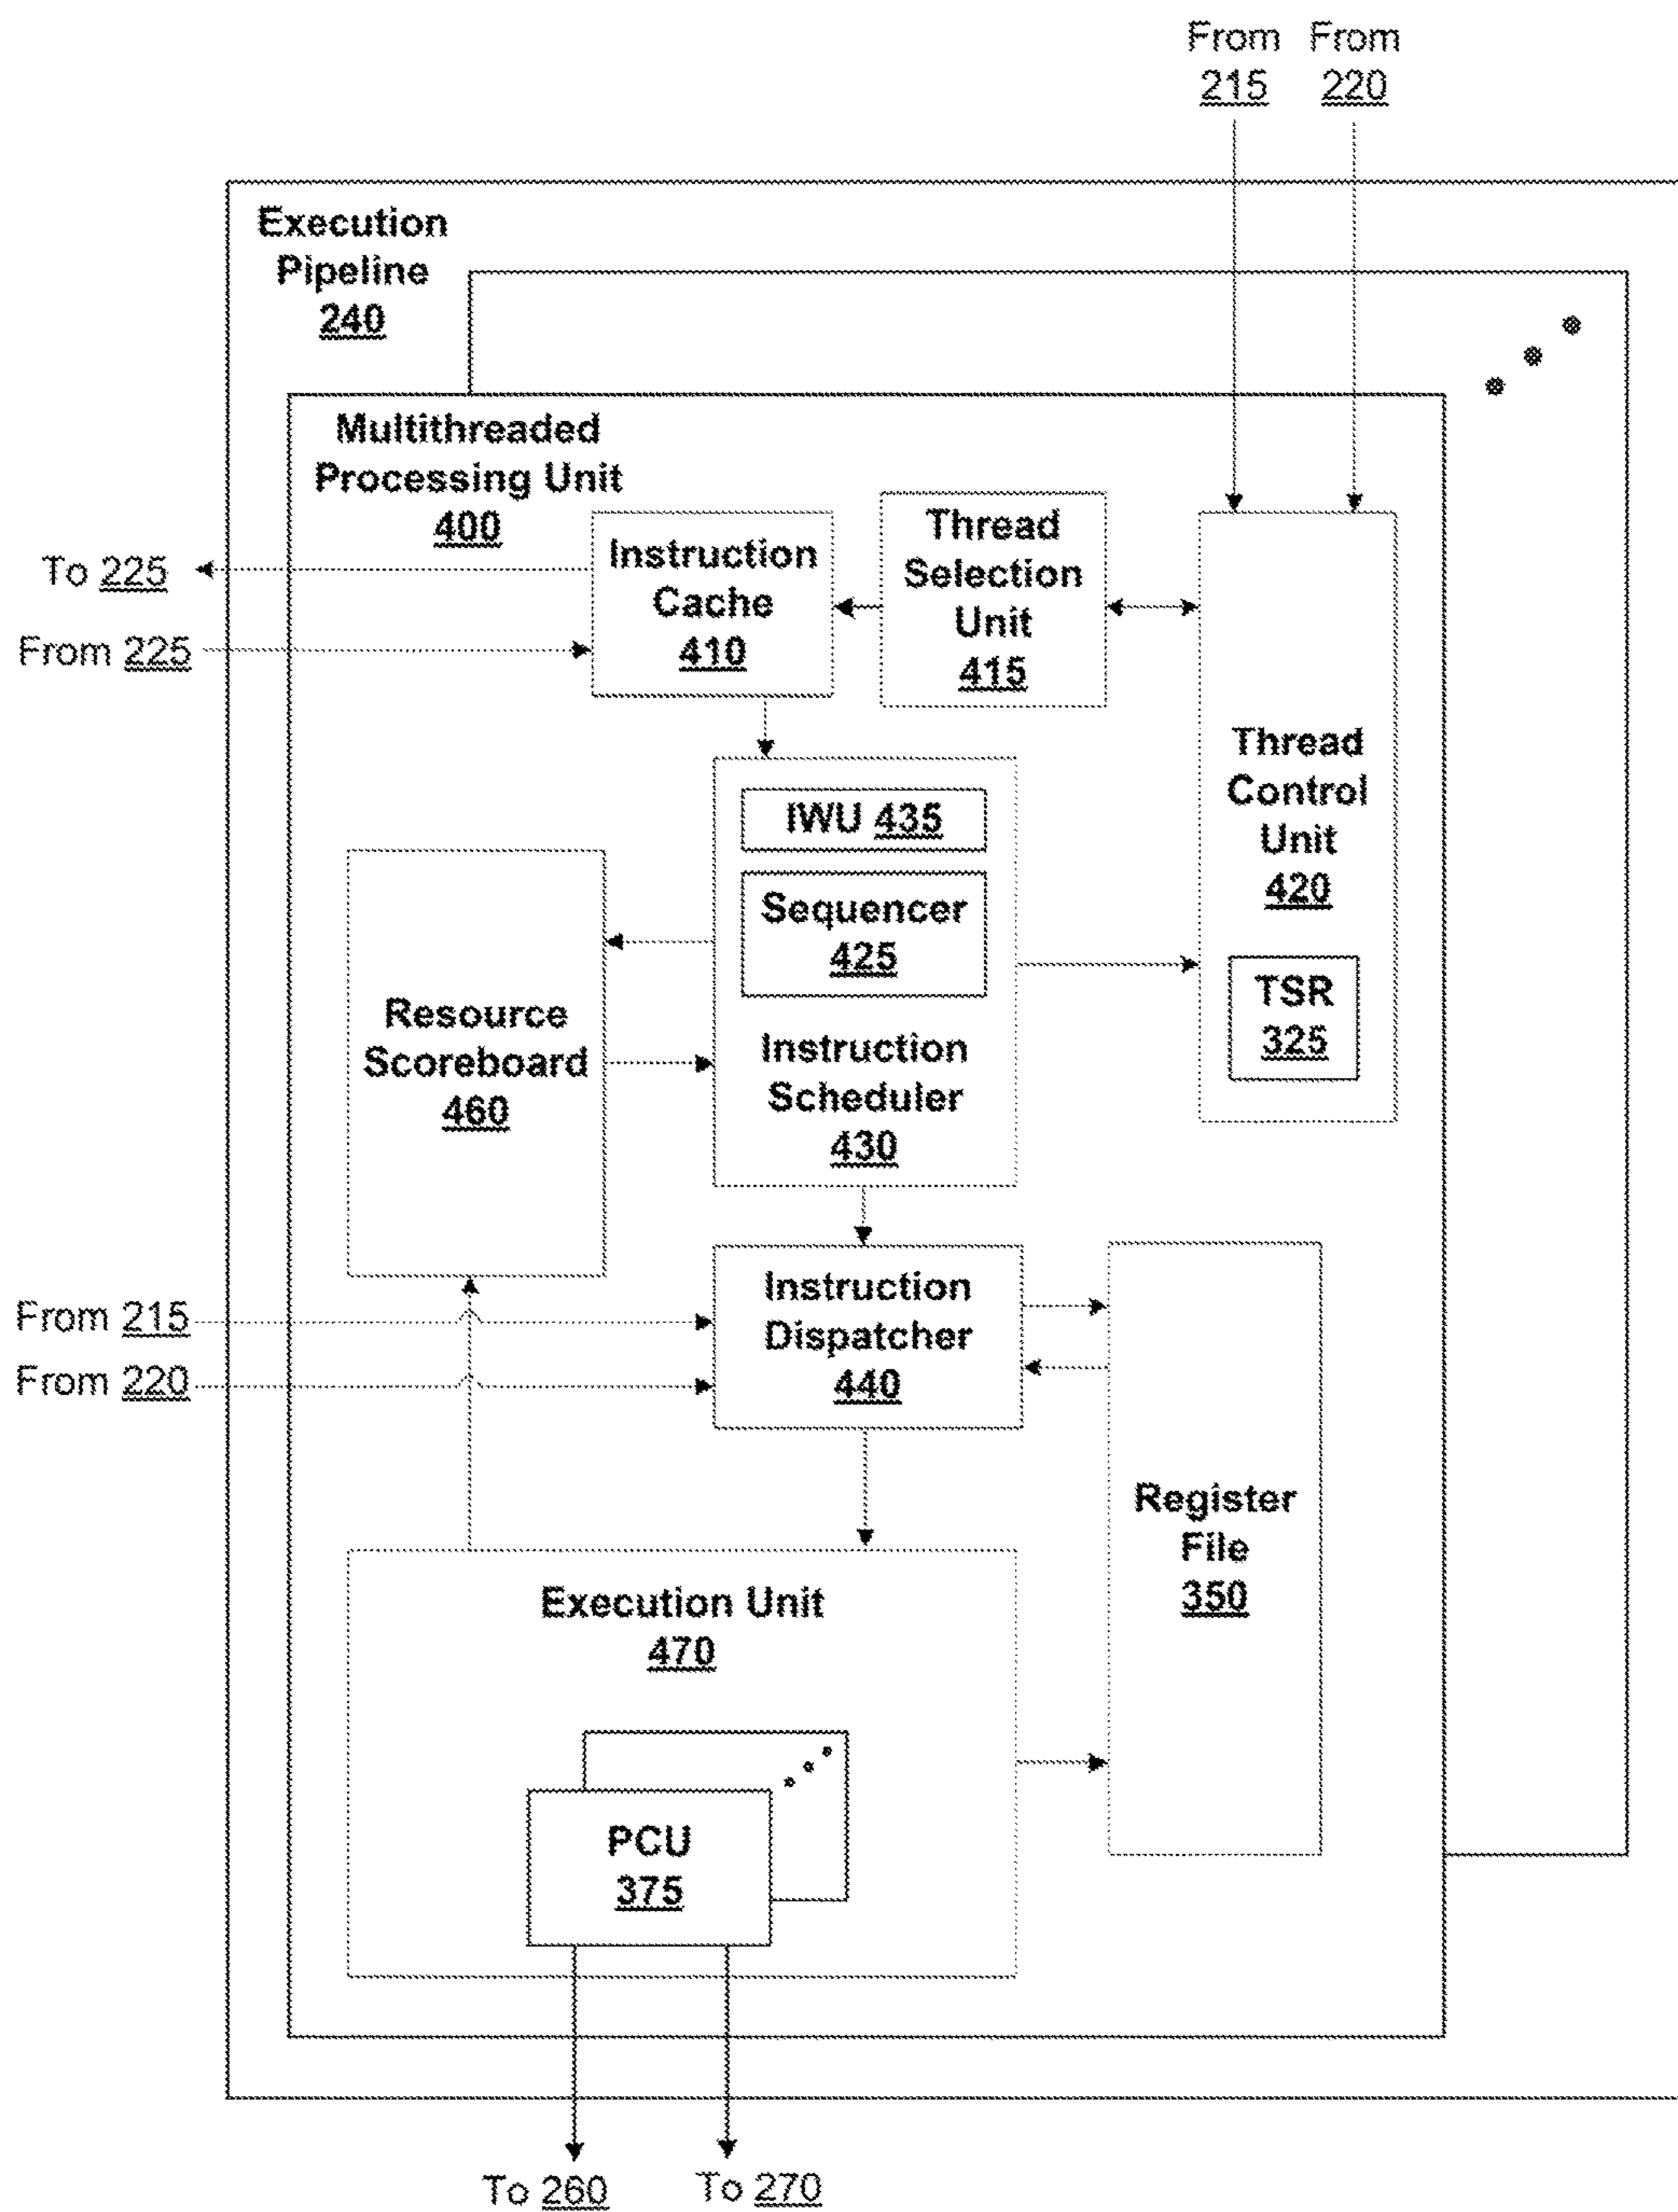 From From
215 220
Execution
Pipeline
240
Multithreaded
Processing Unit
400
Instruction
Cache
410
Thread
Selection
Unit
415
To 225
From 225
Thread
Control
Unit
420
TSR
325
IWU 435
Sequencer
425
Instruction
Scheduler
430
Resource
Scoreboard
460
From 215
From 220
Instruction
Dispatcher
440
Register
File
350
Execution Unit
470
PCU
375
To 260 To 270